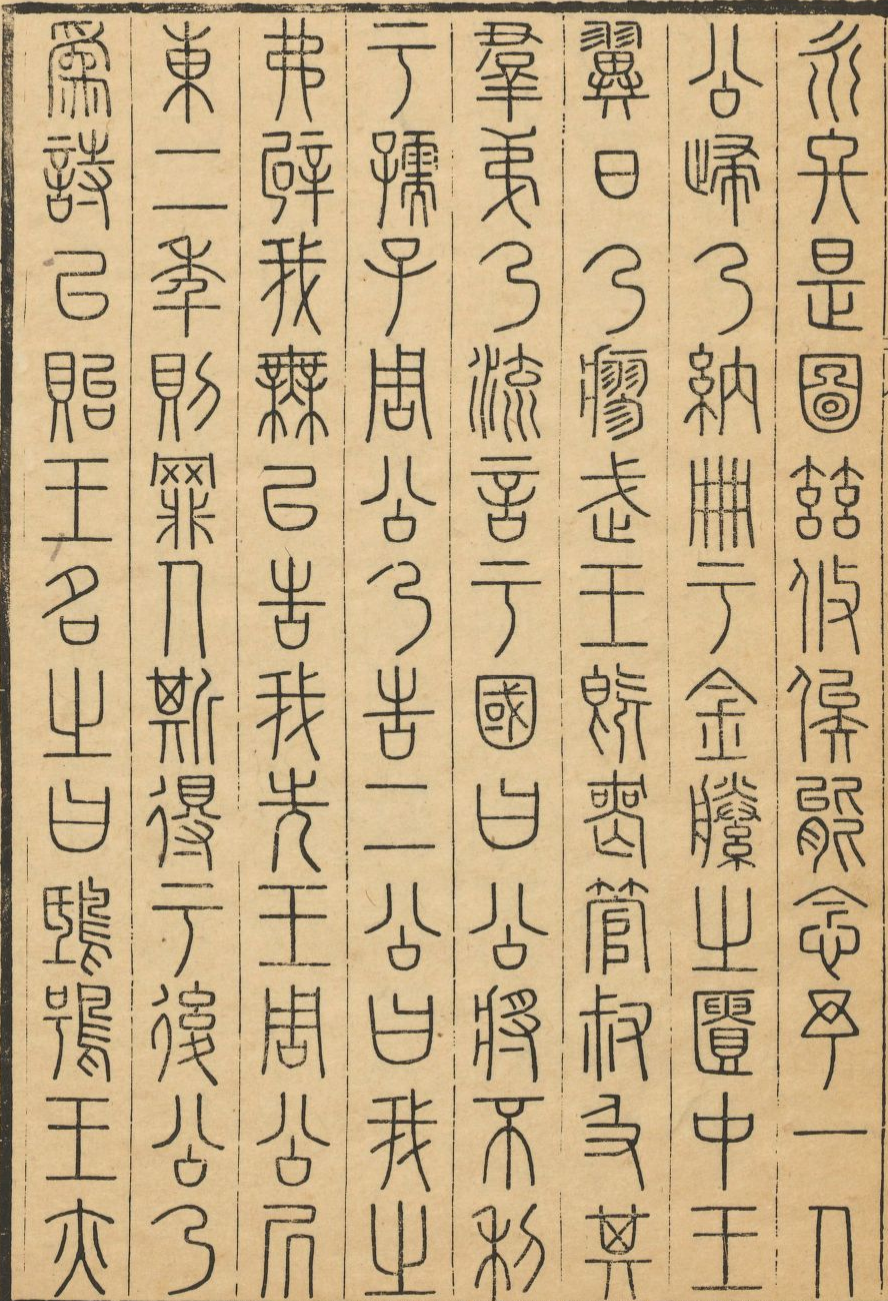 永終是圖茲攸俟能念予一人
公歸乃納冊于金縢之匱中王
翼日乃瘳武王既喪管叔及其
羣弟乃流言于國曰公將不利
于孺子周公乃告二公曰我之
弗辟我無以告我先王周公居
東二年則罪人斯得于後公乃
為詩以貽王名之曰鴟鴞王亦